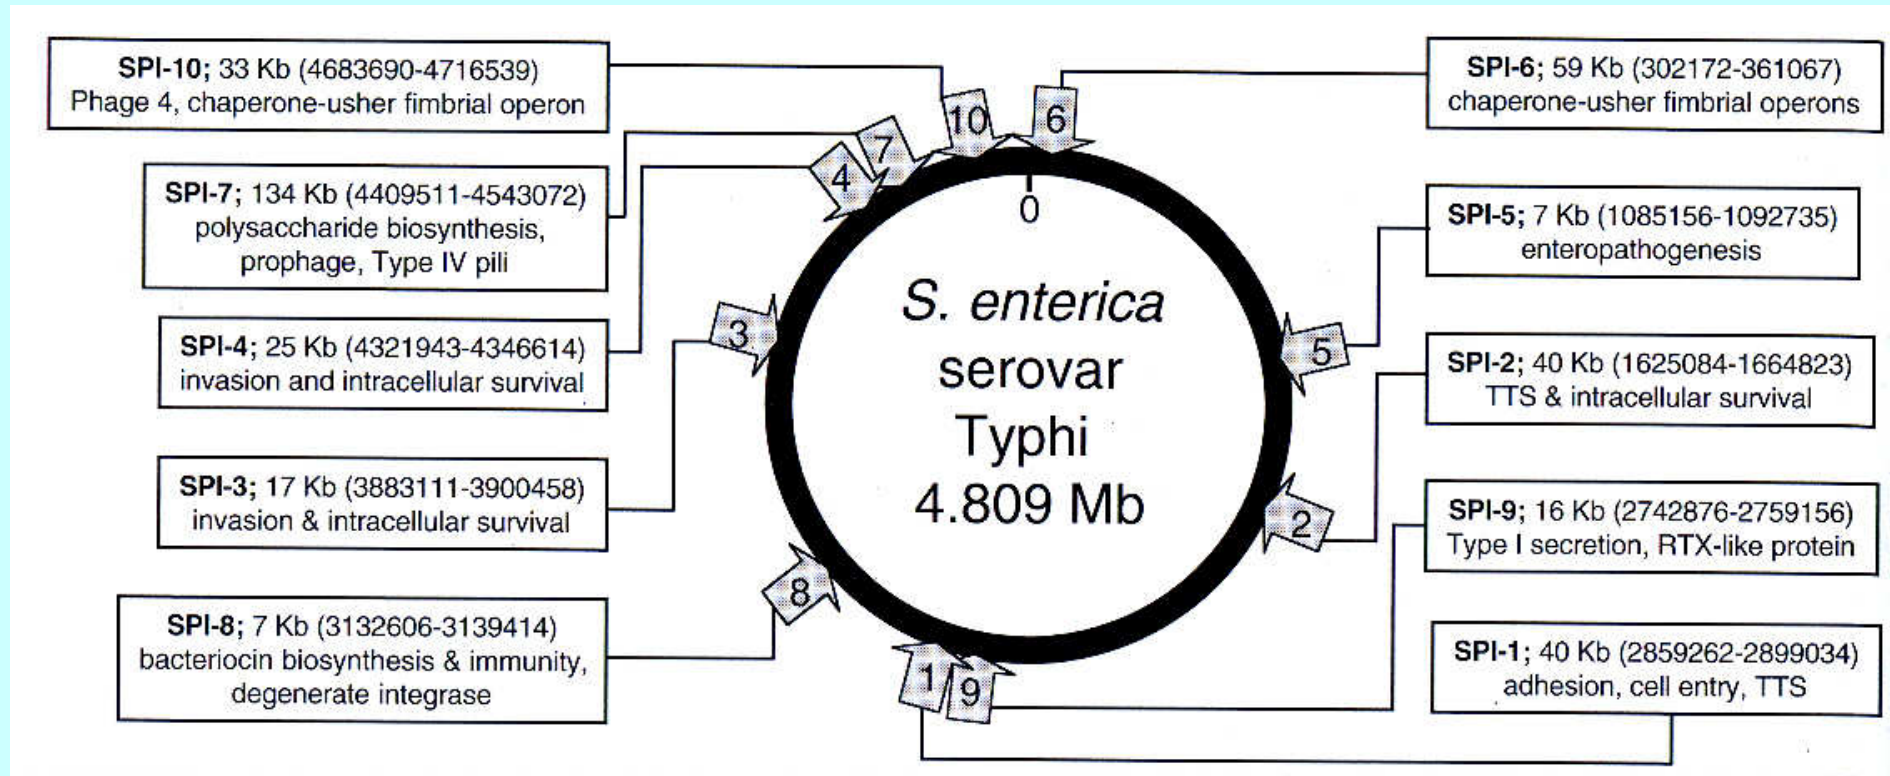 SPI-10; 33 Kb (4683690-4716539)
Phage 4, chaperone-usher fimbrial operon
SPI-7; 134 Kb (4409511-4543072)
polysaccharide biosynthesis,
prophage, Type IV pili
SPI-4; 25 Kb (4321943-4346614)
invasion and intracellular survival
SPI-3; 17 Kb (3883111-3900458)
invasion & intracellular survival
SPI-8; 7 Kb (3132606-3139414)
bacteriocin biosynthesis & immunity,
degenerate integrase
10
6
7
4
3
8
1
9
2
5
0
S. enterica
serovar
Typhi
4.809 Mb
SPI-6; 59 Kb (302172-361067)
chaperone-usher fimbrial operons
SPI-5; 7 Kb (1085156-1092735)
enteropathogenesis
SPI-2; 40 Kb (1625084-1664823)
TTS & intracellular survival
SPI-9; 16 Kb (2742876-2759156)
Type I secretion, RTX-like protein
SPI-1; 40 Kb (2859262-2899034)
adhesion, cell entry, TTS